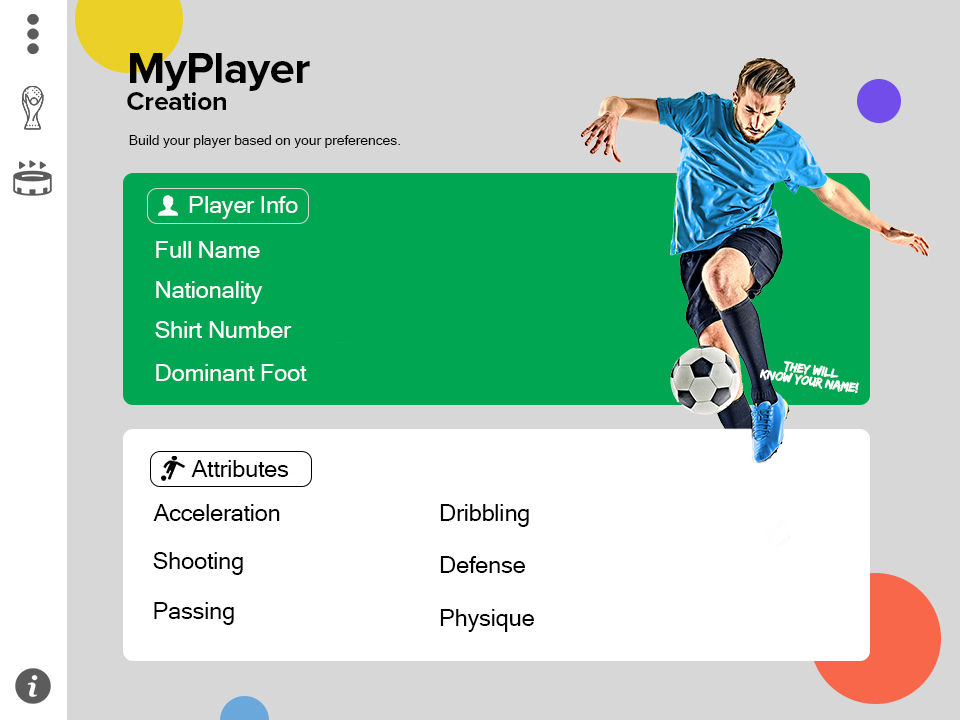 MyPlayer
Creation
Build your player based on your preferences.
Player Info
Full Name
Nationality
Shirt Number
Dominant Foot
THEY WILL
KNOW YOUR NAME!
Attributes
Acceleration
Shooting
Passing
Dribbling
Defense
Physique